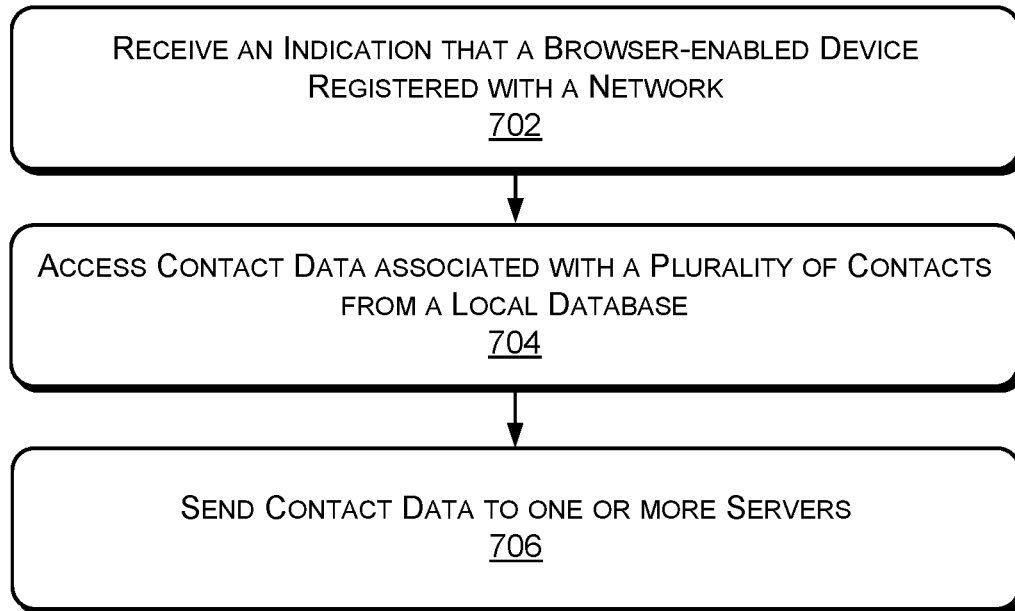 RECEIVE AN INDICATION THAT A BROWSER-ENABLED DEVICE
REGISTERED WITH A NETWORK
702
ACCESS CONTACT DATA ASSOCIATED WITH A PLURALITY OF CONTACTS
FROM A LOCAL DATABASE
704
SEND CONTACT DATA TO ONE OR MORE SERVERS
706